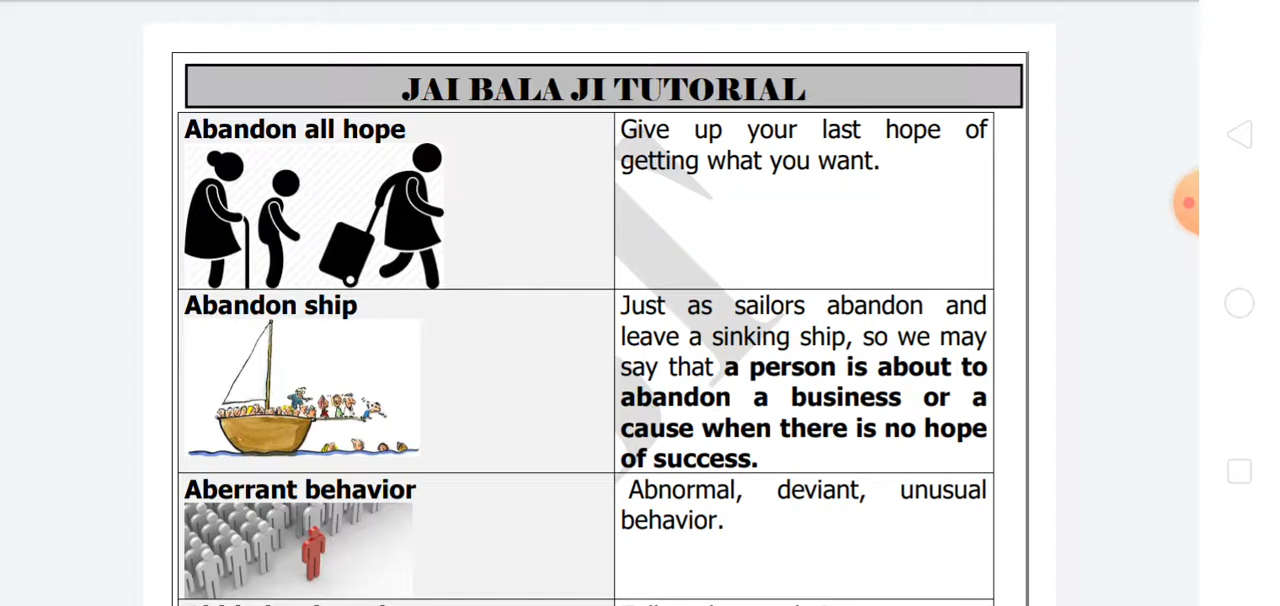 JAI BALA JI TUTORIAL
Abandon all hope
Give up your last hope of
getting what you want.
Abandon ship
Just as sailors abandon and
leave a sinking ship, so we may
say that a person is about to
abandon a business or a
cause when there is no hope
of success.
Aberrant behavior
Abnormal, deviant, unusual
behavior.